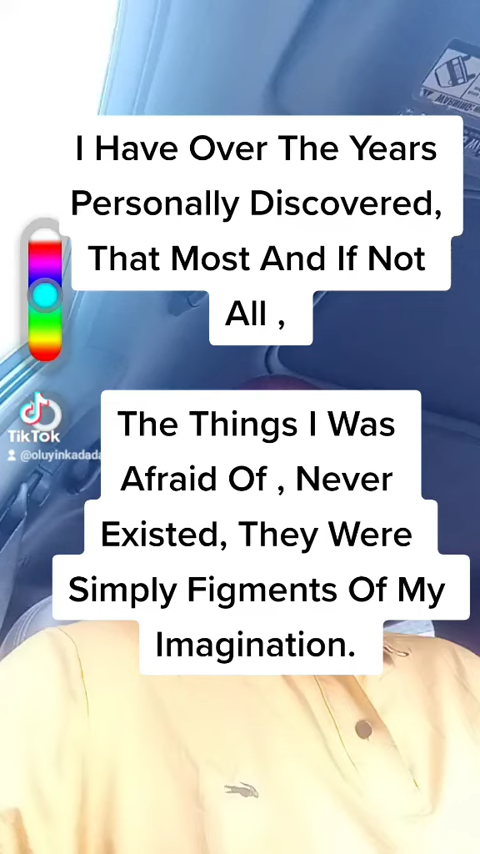 I Have Over The Years
Personally Discovered,
That Most And If Not
All ,
The Things I Was
Afraid Of , Never
Existed, They Were
Simply Figments Of My
Imagination.
TikTok